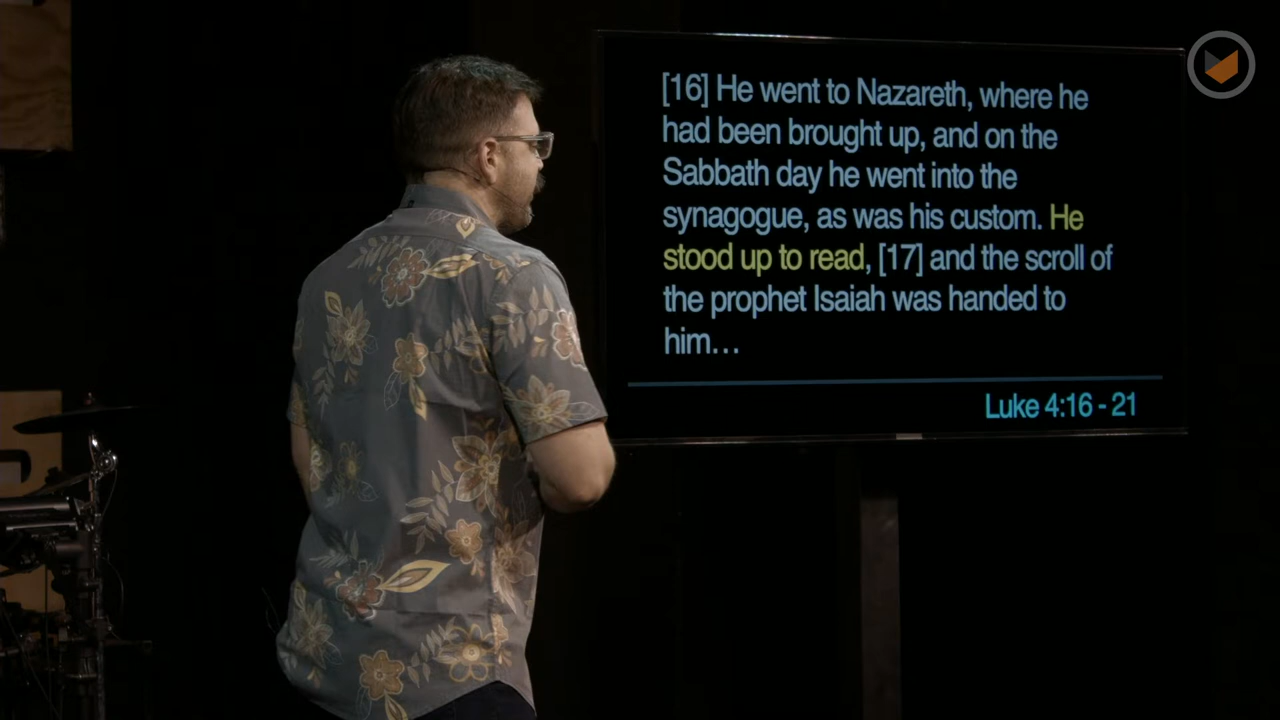 [16] He went to Nazareth, where he
had been brought up, and on the
Sabbath day he went into the
synagogue, as was his custom. He
stood up to read, [17] and the scroll of
the prophet Isaiah was handed to
him…
Luke 4:16 - 21